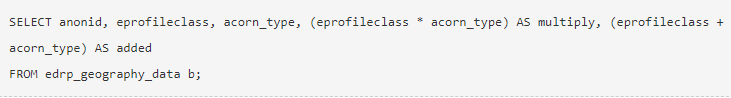 SELECT anonid, eprofileclass, acorn_type, (eprofileclass * acorn_type) AS multiply, (eprofileclass +
acorn_type) AS added
FROM edrp_geography_data b;